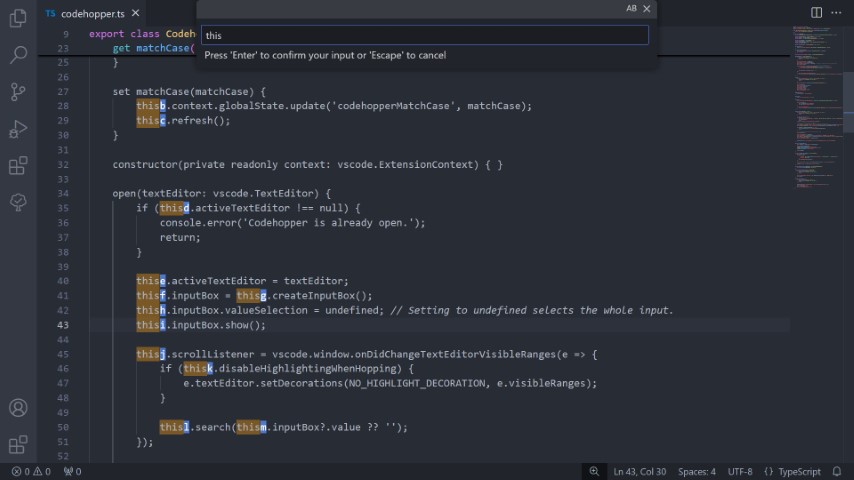 TS codehopper.ts
AB
this
Press 'Enter' to confirm your input or 'Escape' to cancel
9 export class Codeh
23 get matchCase(
25 }
26
27 set matchCase(matchCase) {
28 thisb.context.globalState.update('codehopperMatchCase', matchCase);
29 thisc.refresh();
30 }
31
32 constructor(private readonly context: vscode.ExtensionContext) { }
33
34 open(textEditor: vscode.TextEditor) {
35 if (thisd.activeTextEditor !== null) {
36 console.error('Codehopper is already open.');
37 return;
38 }
39
40 thise.activeTextEditor = textEditor;
41 thisf.inputBox = thisg.createInputBox();
42 thish.inputBox.valueSelection = undefined; // Setting to undefined selects the whole input.
43 thisi.inputBox.show();
44
45 thisj.scrollListener = vscode.window.onDidChangeTextEditorVisibleRanges(e => {
46 if (thisk.disableHighlightingWhenHopping) {
47 e.textEditor.setDecorations(NO_HIGHLIGHT_DECORATION, e.visibleRanges);
48 }
49
50 thisl.search(thism.inputBox?.value ?? '');
51 });
52
0 0 0 Ln 43, Col 30 Spaces: 4 UTF-8 {} TypeScript